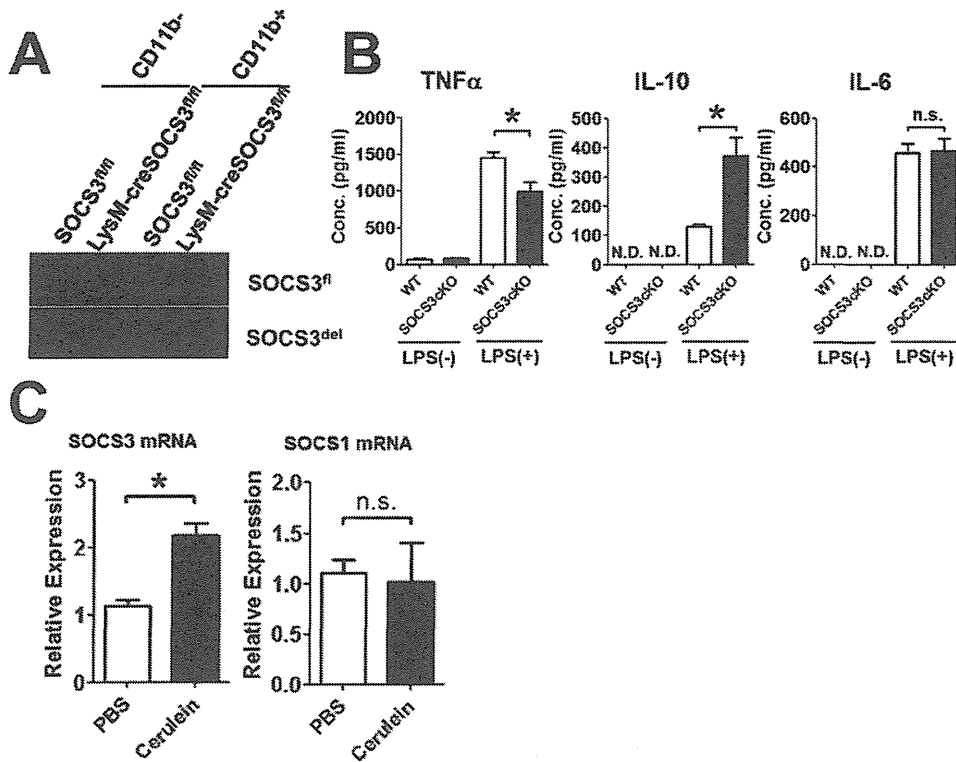 A
CD11b-
CD11b+
SOCS3fl/fl
LysM-creSOCS3fl/fl
SOCS3fl/fl
LysM-creSOCS3fl/fl
SOCS3fl
SOCS3del
B
TNFα
Conc. (pg/ml)
2000
1500
1000
500
0
*
WT
SOCS3cKO
WT
SOCS3cKO
LPS(-)
LPS(+)
IL-10
Conc. (pg/ml)
500
400
300
200
100
0
N.D.
N.D.
*
WT
SOCS3cKO
WT
SOCS3cKO
LPS(-)
LPS(+)
IL-6
Conc. (pg/ml)
600
400
200
0
N.D.
N.D.
n.s.
WT
SOCS3cKO
WT
SOCS3cKO
LPS(-)
LPS(+)
C
SOCS3 mRNA
Relative Expression
3
2
1
0
*
PBS
Cerulein
SOCS1 mRNA
Relative Expression
2.0
1.5
1.0
0.5
0.0
n.s.
PBS
Cerulein